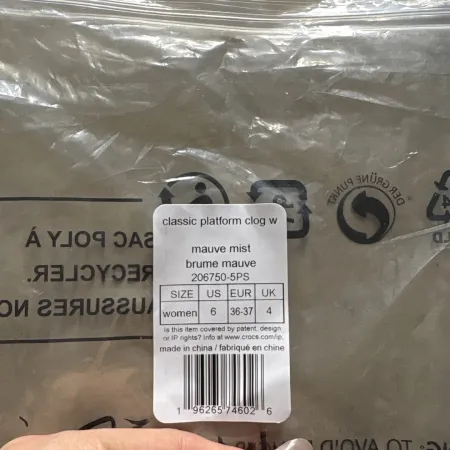 DER GRÜNE PUNKT
classic platform clog w
mauve mist
brume mauve
206750-5PS
SIZE US EUR UK
women 6 36-37 4
Is this item covered by patent, design
or IP rights? Info at www.crocs.com/ip.
made in china / fabriqué en chine
1 96265 74602 6
SAC POLY À
RECYCLER.
AUSSURES NO
TO AVOID